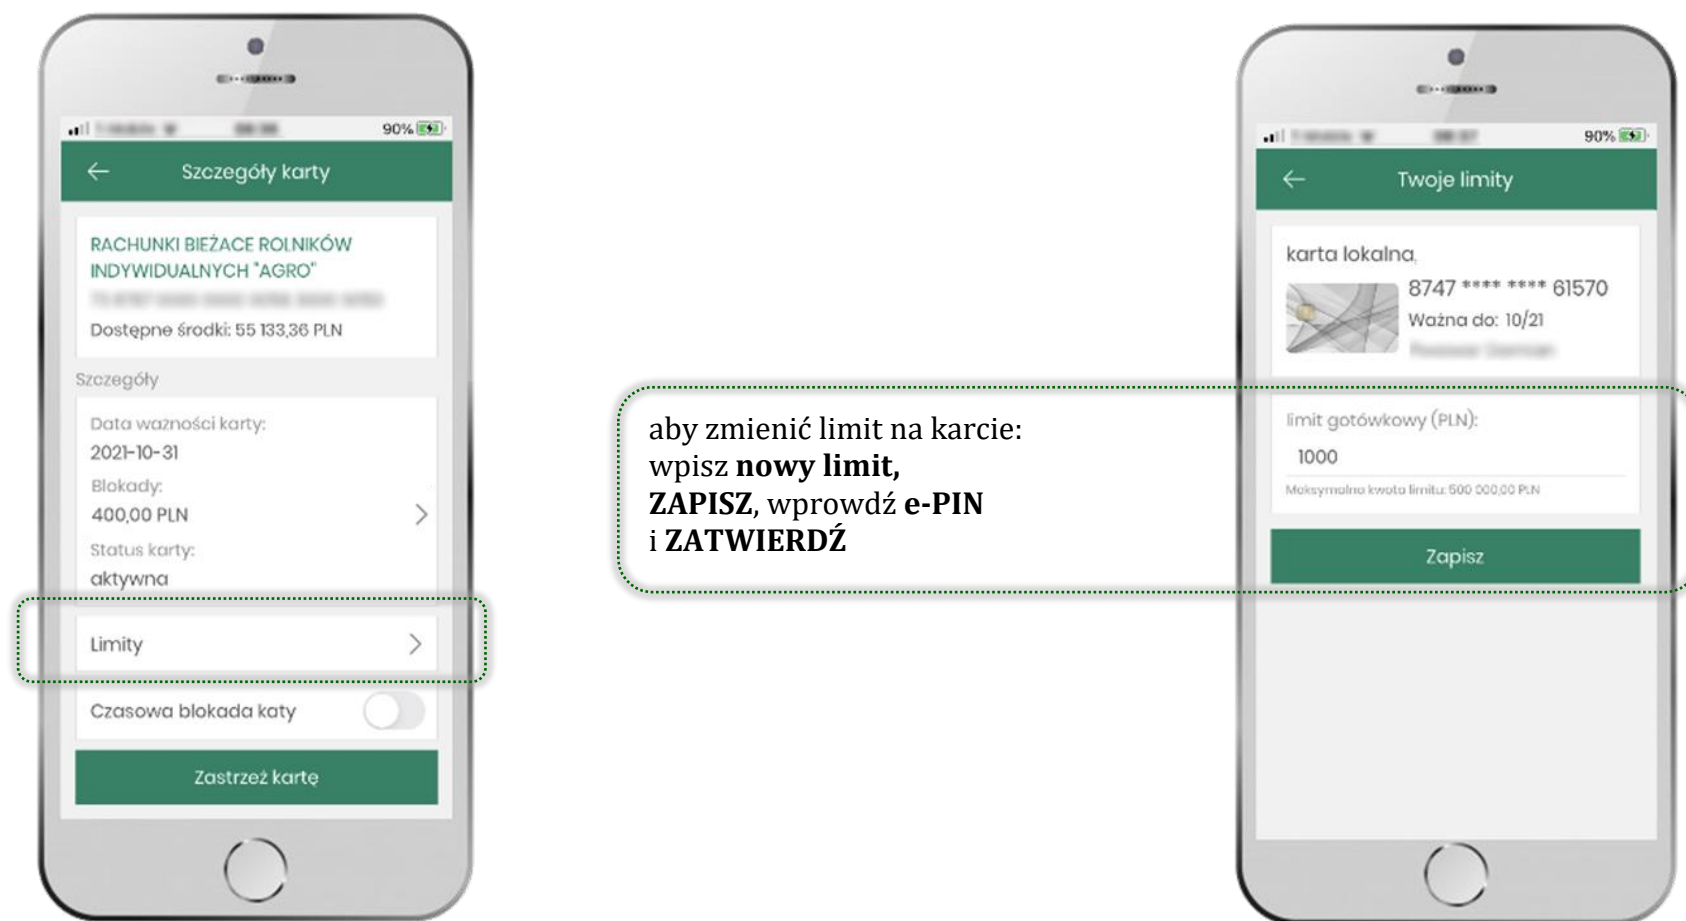 90%
Szczegóły karty
RACHUNKI BIEŻACE ROLNIKÓW
INDYWIDUALNYCH "AGRO"
Dostępne środki: 55 133,36 PLN
Szczegóły
Data ważności karty:
2021-10-31
Blokady:
400,00 PLN
Status karty:
aktywna
Limity
Czasowa blokada katy
Zastrzeż kartę
aby zmienić limit na karcie:
wpisz nowy limit,
ZAPISZ, wprowdź e-PIN
i ZATWIERDŹ
90%
Twoje limity
karta lokalna,
8747 **** **** 61570
Ważna do: 10/21
limit gotówkowy (PLN):
1000
Maksymalna kwota limitu: 500 000,00 PLN
Zapisz